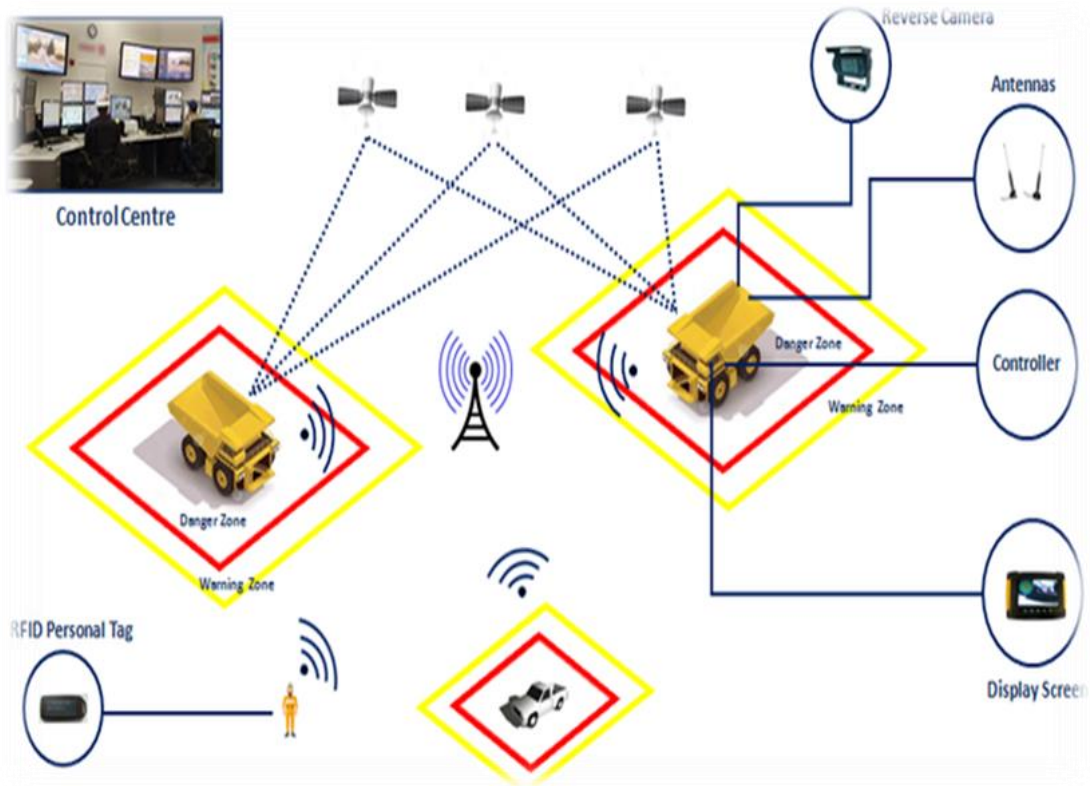 Reverse Camera
Antennas
Control Centre
Controller
Danger Zone
Warning Zone
Danger Zone
Warning Zone
RFID Personal Tag
Display Screen